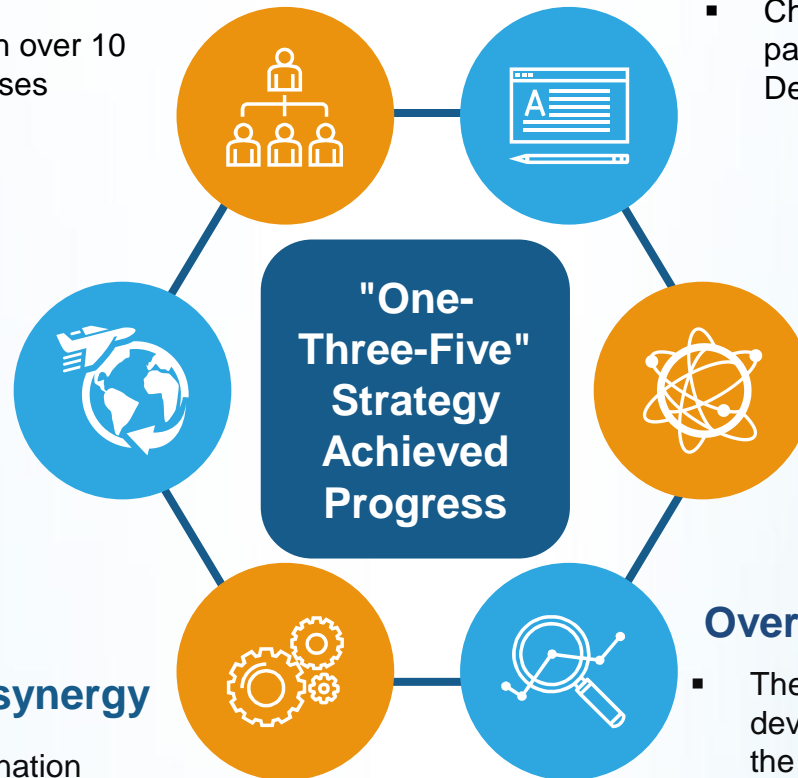 n over 10
ses
Ch
pa
De
A
"One-
Three-Five"
Strategy
Achieved
Progress
synergy
nation
Over
The
dev
the